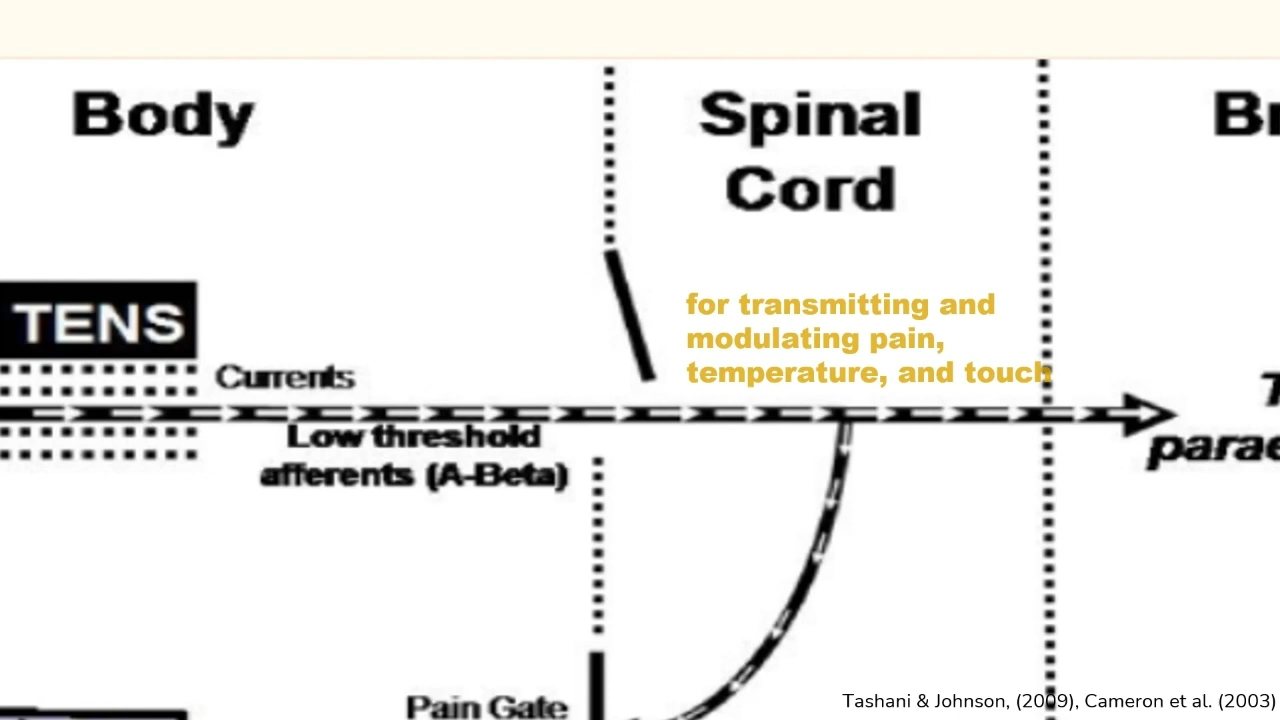 Body
Spinal
Cord
TENS
for transmitting and
modulating pain,
temperature, and touch
Currents
Low threshold
afferents (A-Beta)
Pain Gate
Tashani & Johnson, (2009), Cameron et al. (2003)